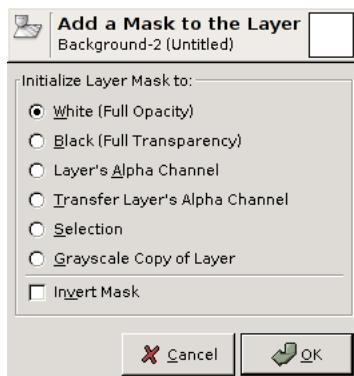 Add a Mask to the Layer
Background-2 (Untitled)
Initialize Layer Mask to:
White (Full Opacity)
Black (Full Transparency)
Layer's Alpha Channel
Transfer Layer's Alpha Channel
Selection
Grayscale Copy of Layer
Invert Mask
Cancel
OK